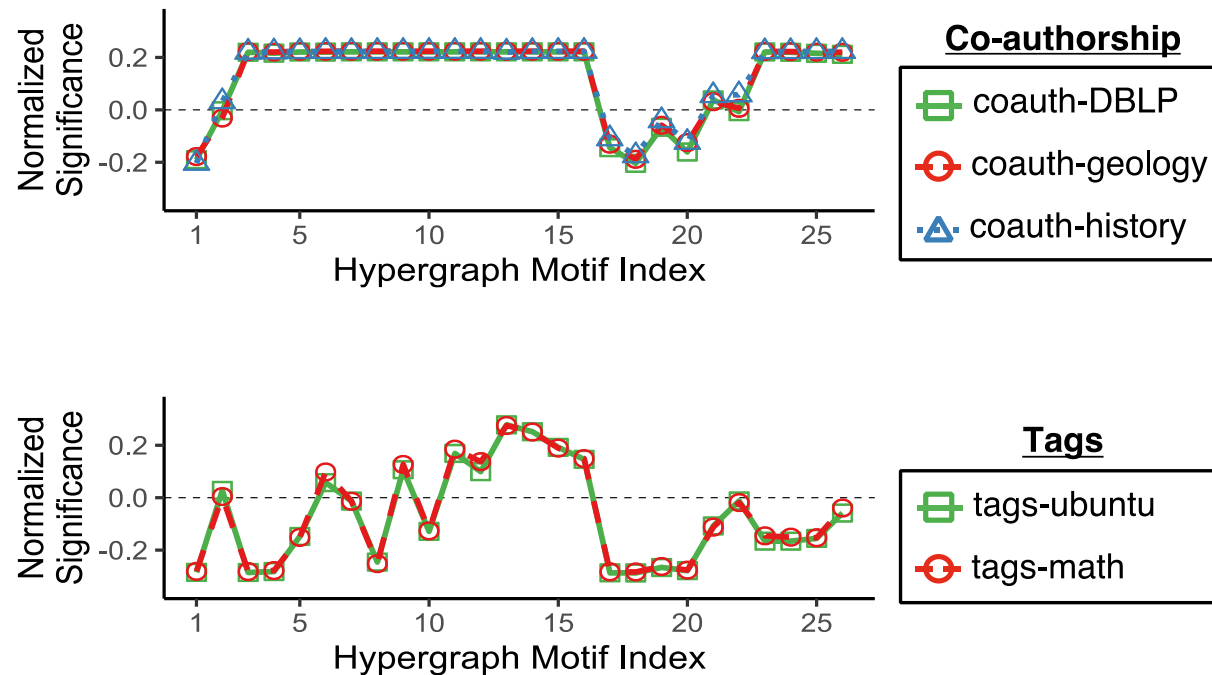 Normalized
Significance
0.2
0.0
-0.2
1
5
10
15
20
25
Hypergraph Motif Index
Co-authorship
coauth-DBLP
coauth-geology
coauth-history
Normalized
Significance
0.2
0.0
-0.2
1
5
10
15
20
25
Hypergraph Motif Index
Tags
tags-ubuntu
tags-math